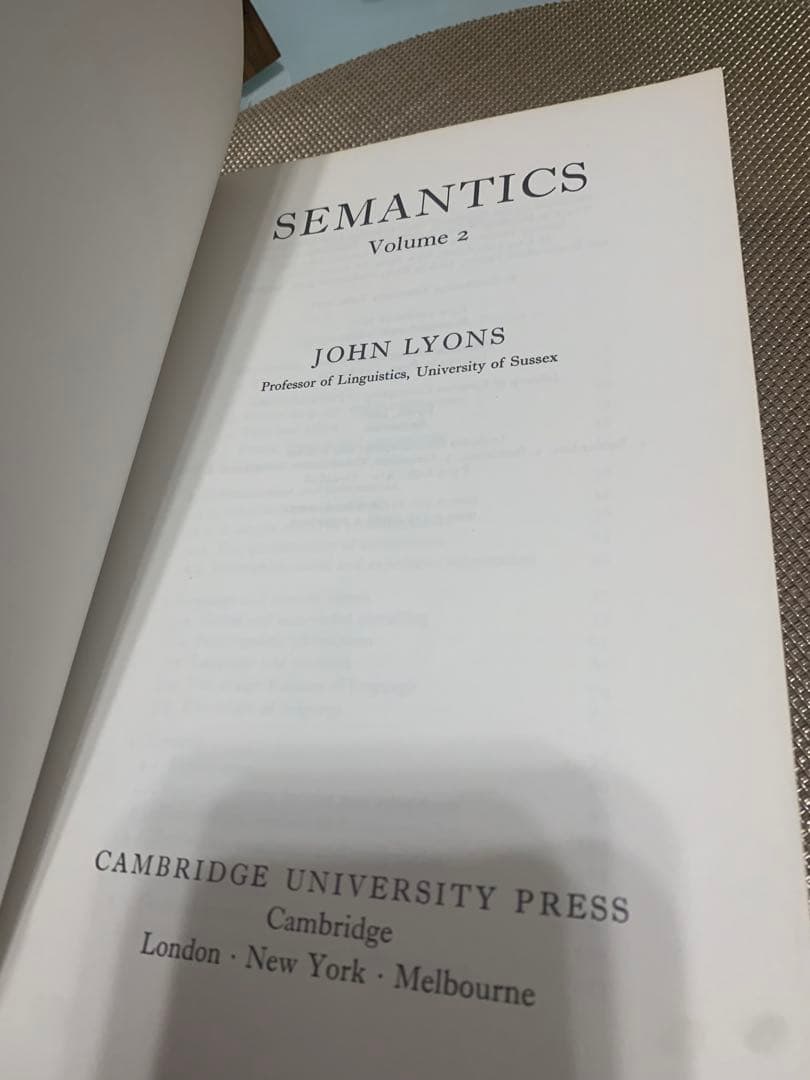 SEMANTICS
Volume 2
JOHN LYONS
Professor of Linguistics, University of Sussex
CAMBRIDGE UNIVERSITY PRESS
Cambridge
London · New York · Melbourne